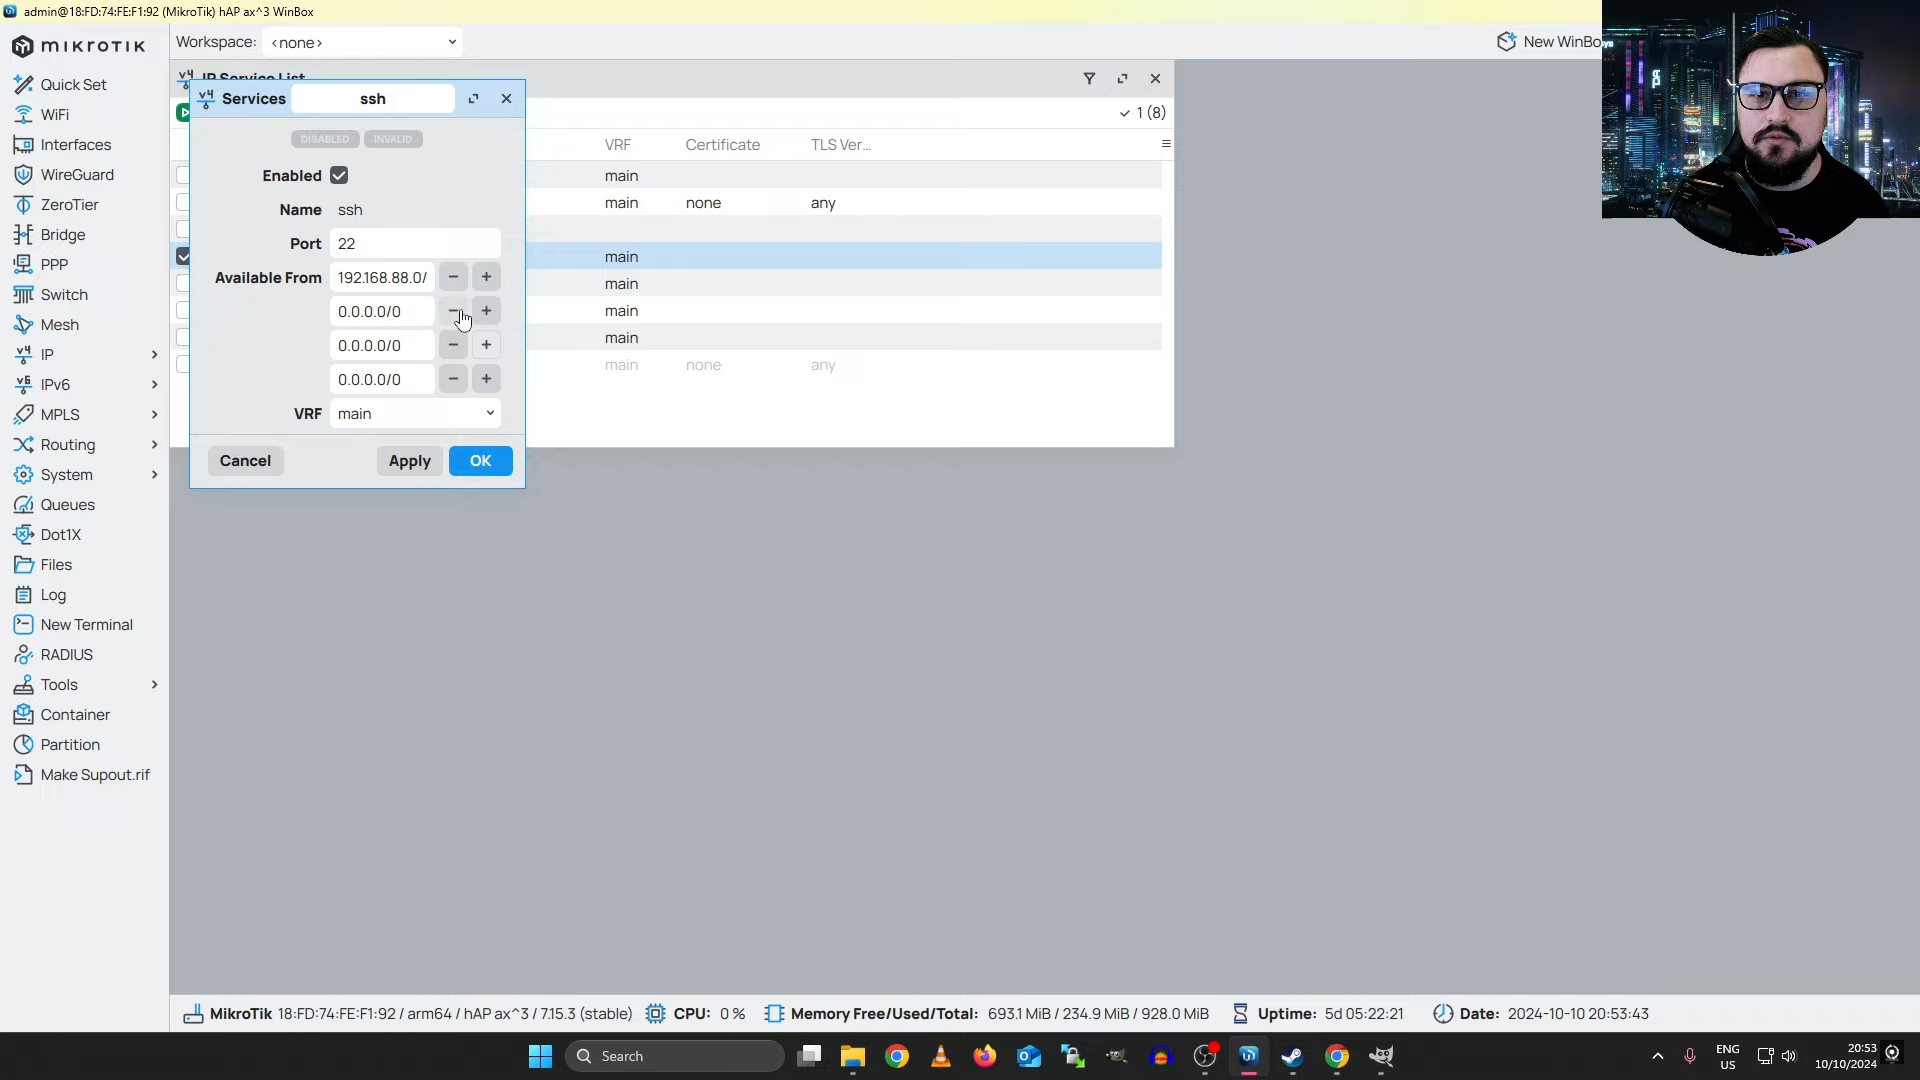 admin@18:FD:74:FE:F1:92 (MikroTik) hAP ax^3 WinBox
MikroTik
Workspace: <none>
New WinBo
Quick Set
WiFi
Interfaces
WireGuard
ZeroTier
Bridge
PPP
Switch
Mesh
IP
IPv6
MPLS
Routing
System
Queues
Dot1X
Files
Log
New Terminal
RADIUS
Tools
Container
Partition
Make Supout.rif
IP Service List
1 (8)
VRF Certificate TLS Ver...
main
main none any
main
main
main
main
main none any
Services ssh
DISABLED INVALID
Enabled
Name ssh
Port 22
Available From 192.168.88.0/
0.0.0.0/0
0.0.0.0/0
0.0.0.0/0
VRF main
Cancel Apply OK
MikroTik 18:FD:74:FE:F1:92 / arm64 / hAP ax^3 / 7.15.3 (stable) CPU: 0 % Memory Free/Used/Total: 693.1 MiB / 234.9 MiB / 928.0 MiB Uptime: 5d 05:22:21 Date: 2024-10-10 20:53:43
Search
ENG
US
20:53
10/10/2024